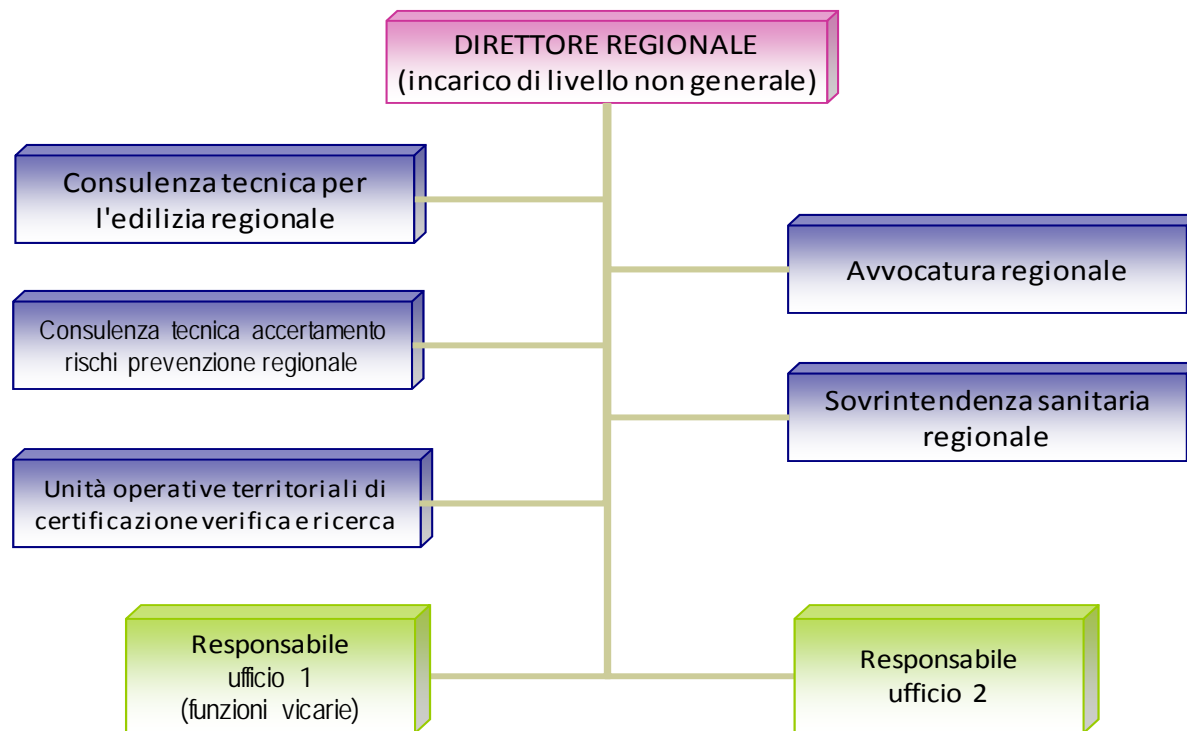 DIRETTORE REGIONALE
(incarico di livello non generale)
Consulenza tecnica per
l'edilizia regionale
Avvocatura regionale
Consulenza tecnica accertamento
rischi prevenzione regionale
Sovrintendenza sanitaria
regionale
Unità operative territoriali di
certificazione verifica e ricerca
Responsabile
ufficio 1
(funzioni vicarie)
Responsabile
ufficio 2